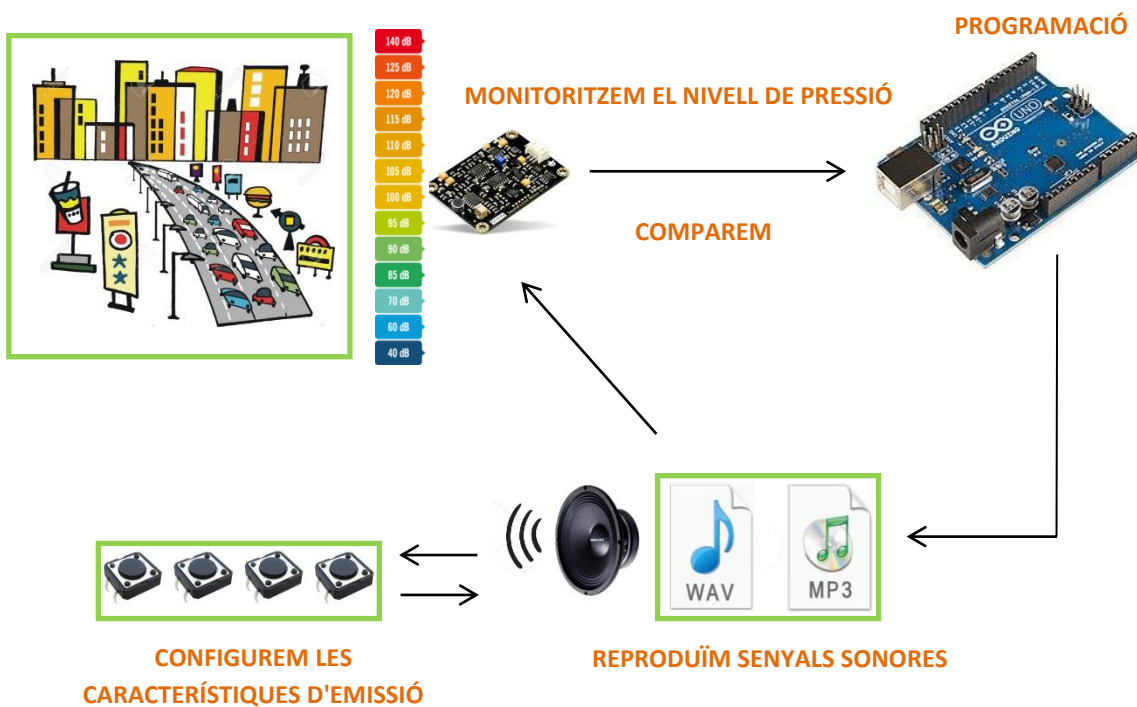 PROGRAMACIÓ
140 dB
125 dB
120 dB
115 dB
110 dB
105 dB
100 dB
95 dB
90 dB
85 dB
70 dB
60 dB
40 dB
MONITORITZEM EL NIVELL DE PRESSIÓ
COMPAREM
UNO
ARDUINO
WAV
MP3
CONFIGUREM LES
CARACTERÍSTIQUES D'EMISSIÓ
REPRODUÏM SENYALS SONORES